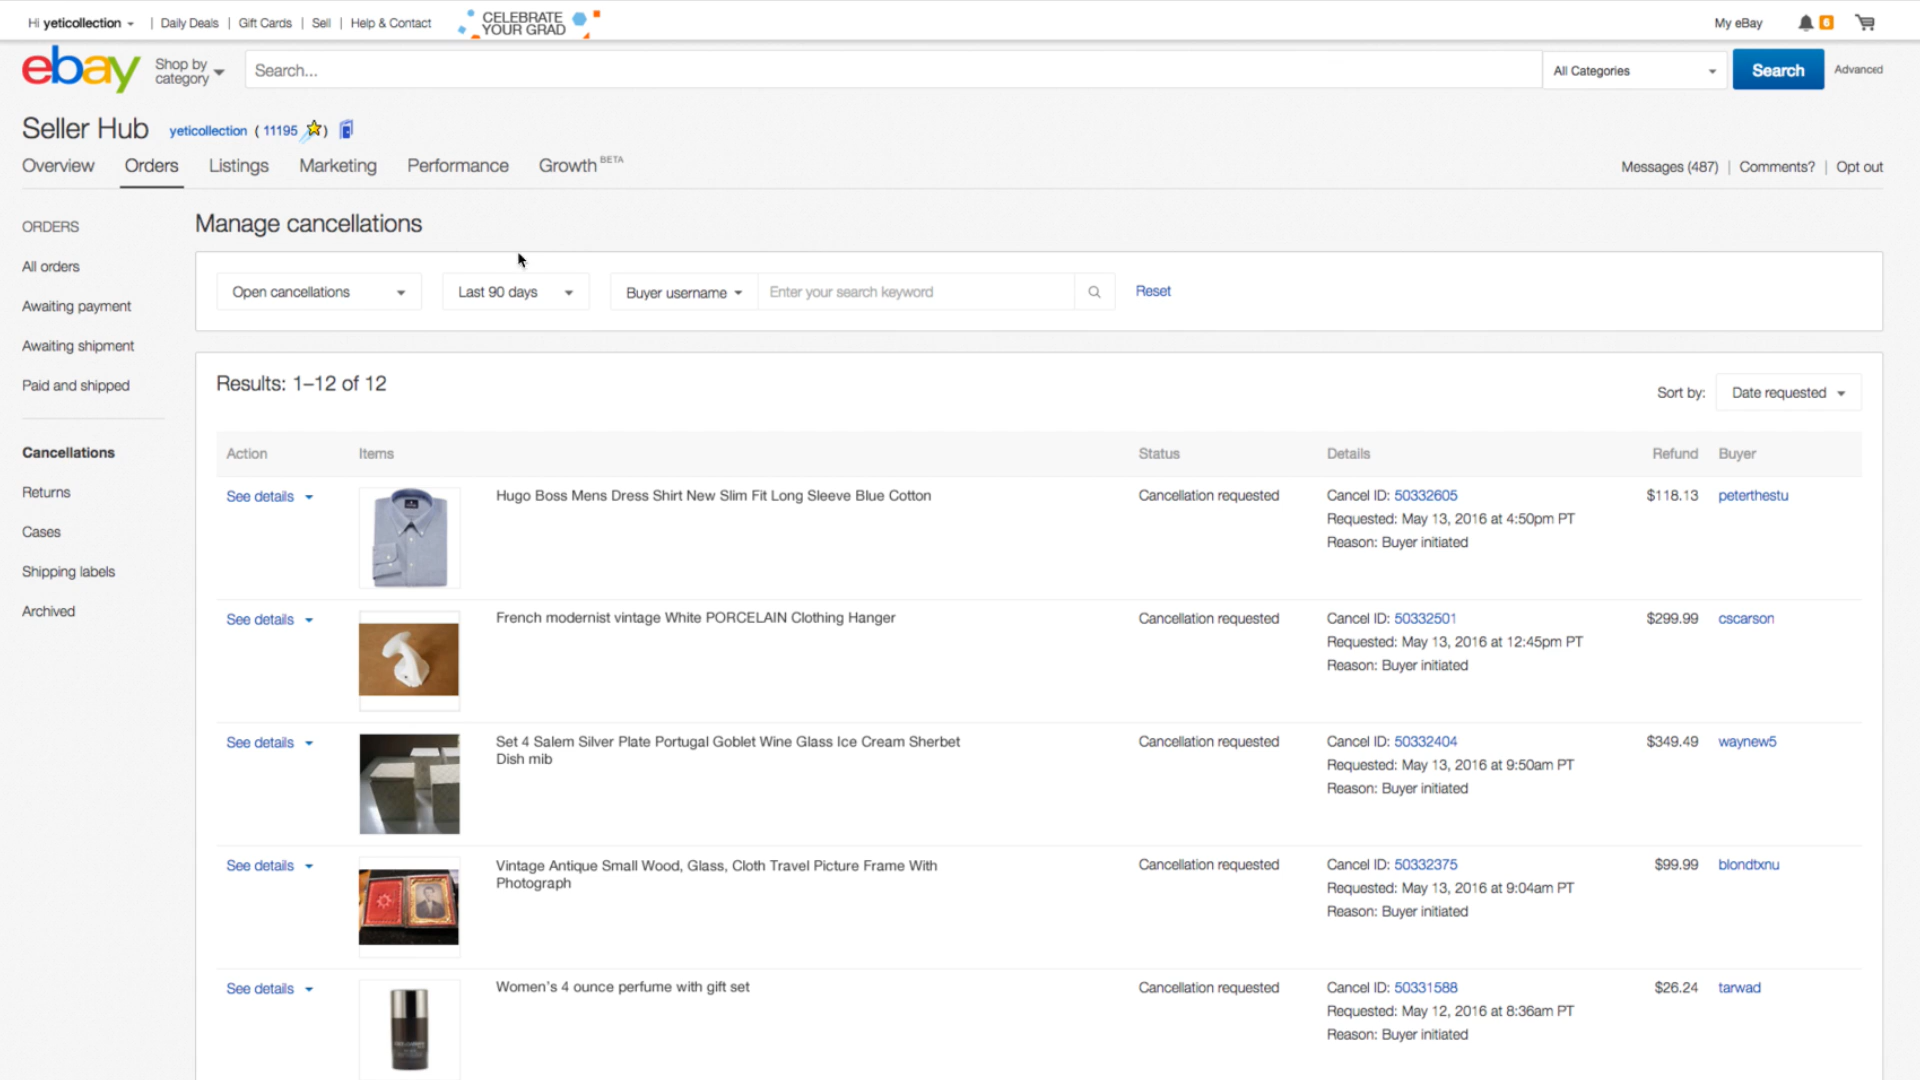 Hi yeticollection | Daily Deals | Gift Cards | Sell | Help & Contact
CELEBRATE
YOUR GRAD
My eBay 6
ebay
Shop by
category
Search...
All Categories
Search
Advanced
Seller Hub yeticollection ( 11195 )
Overview Orders Listings Marketing Performance Growth BETA
Messages (487) | Comments? | Opt out
ORDERS
All orders
Awaiting payment
Awaiting shipment
Paid and shipped
Cancellations
Returns
Cases
Shipping labels
Archived
Manage cancellations
Open cancellations Last 90 days Buyer username Enter your search keyword Reset
Results: 1–12 of 12
Sort by: Date requested
Action Items Status Details Refund Buyer
See details Hugo Boss Mens Dress Shirt New Slim Fit Long Sleeve Blue Cotton Cancellation requested Cancel ID: 50332605 $118.13 peterthestu
Requested: May 13, 2016 at 4:50pm PT
Reason: Buyer initiated
See details French modernist vintage White PORCELAIN Clothing Hanger Cancellation requested Cancel ID: 50332501 $299.99 cscarson
Requested: May 13, 2016 at 12:45pm PT
Reason: Buyer initiated
See details Set 4 Salem Silver Plate Portugal Goblet Wine Glass Ice Cream Sherbet Cancellation requested Cancel ID: 50332404 $349.49 waynew5
Dish mib Requested: May 13, 2016 at 9:50am PT
Reason: Buyer initiated
See details Vintage Antique Small Wood, Glass, Cloth Travel Picture Frame With Cancellation requested Cancel ID: 50332375 $99.99 blondtxnu
Photograph Requested: May 13, 2016 at 9:04am PT
Reason: Buyer initiated
See details Women's 4 ounce perfume with gift set Cancellation requested Cancel ID: 50331588 $26.24 tarwad
Requested: May 12, 2016 at 8:36am PT
Reason: Buyer initiated